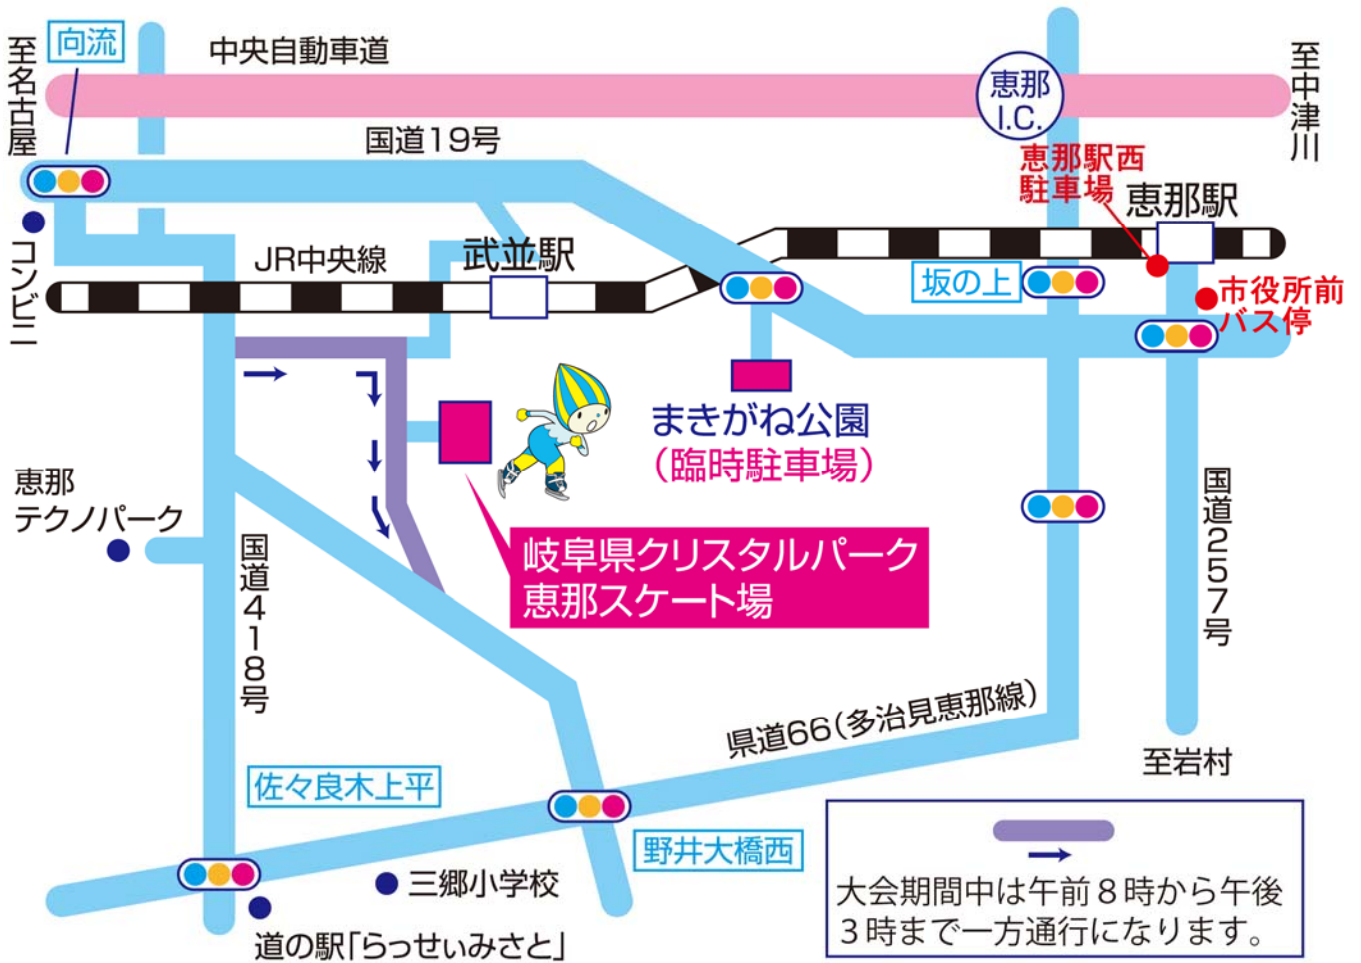 至名古屋
向流
中央自動車道
恵那
I.C.
至中津川
国道19号
恵那駅西
駐車場
恵那駅
コンビニ
JR中央線
武並駅
坂の上
市役所前
バス停
まきがね公園
（臨時駐車場）
恵那
テクノパーク
国道418号
岐阜県クリスタルパーク
恵那スケート場
国道257号
県道66（多治見恵那線）
至岩村
佐々良木上平
野井大橋西
三郷小学校
道の駅「らっせぃみさと」
大会期間中は午前８時から午後
３時まで一方通行になります。